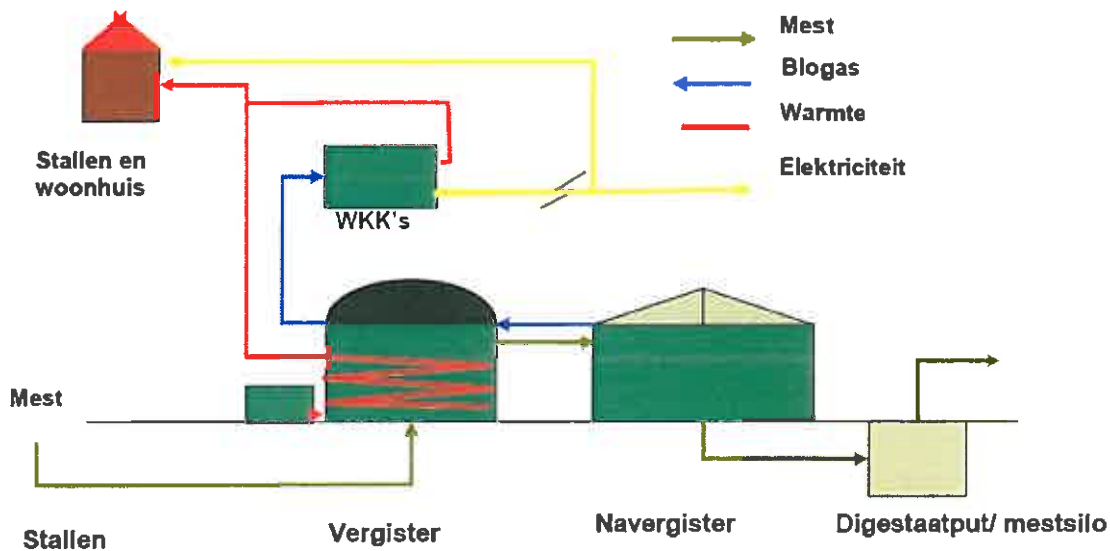 Mest
Biogas
Warmte
Elektriciteit
Stallen en
woonhuis
WKK's
Mest
Stallen
Vergister
Navergister
Digestaatput/ mestsilo